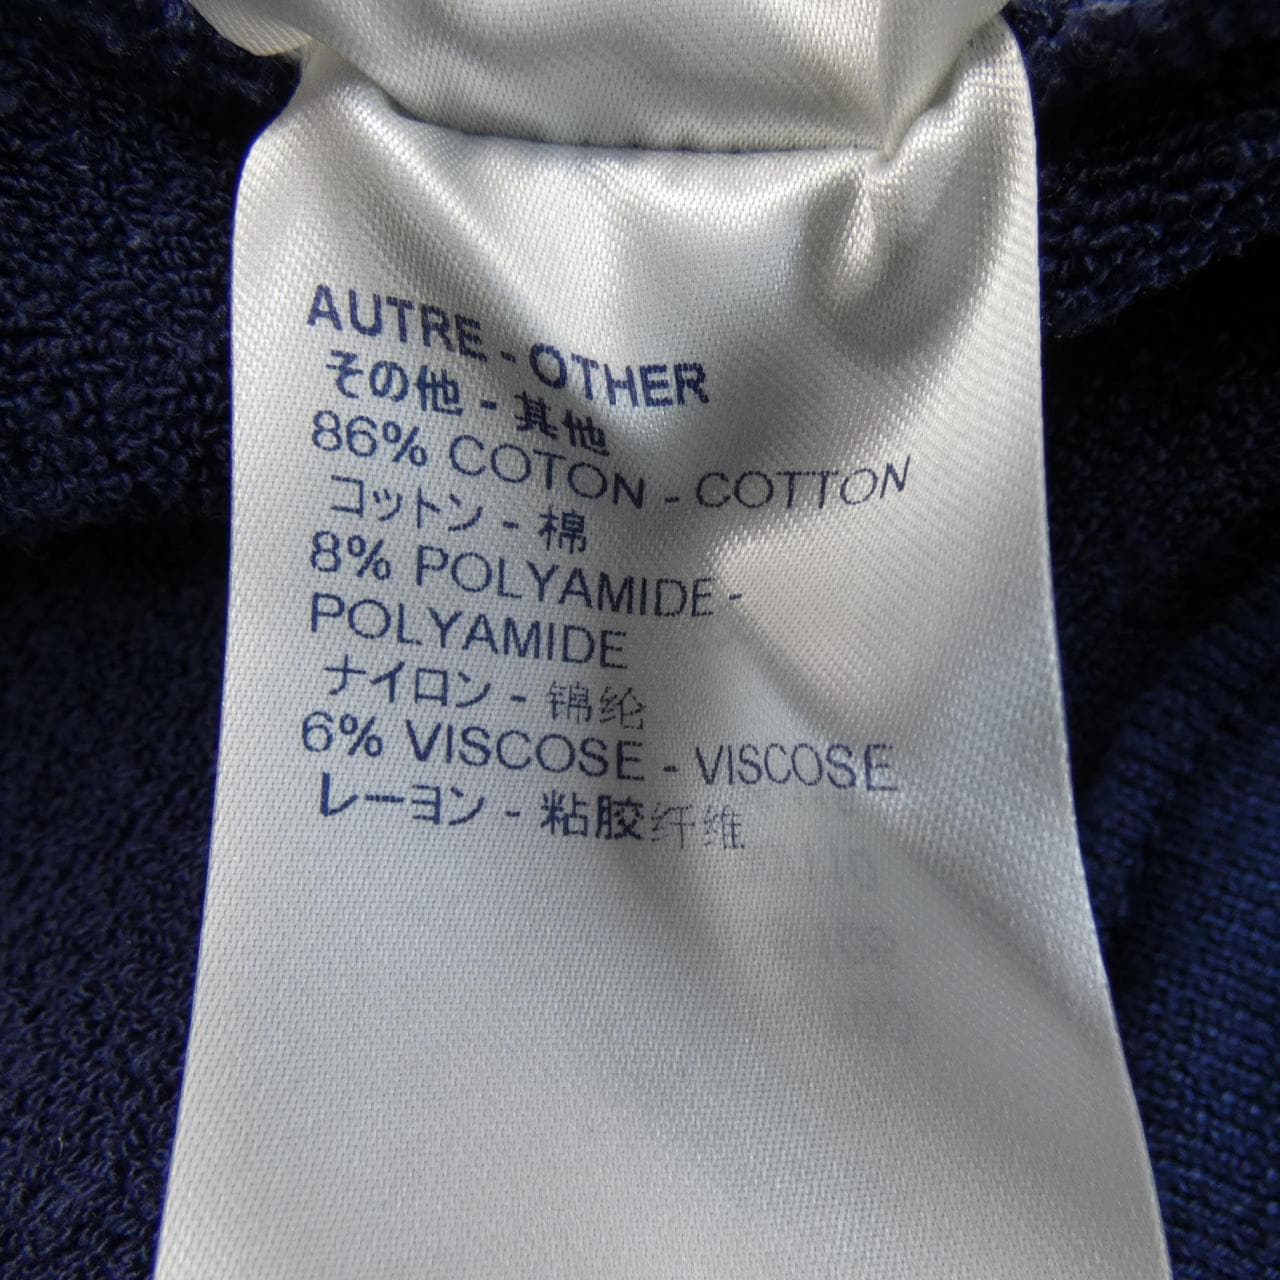 AUTRE - OTHER
その他 - 其他
86% COTON - COTTON
コットン - 棉
8% POLYAMIDE -
POLYAMIDE
ナイロン - 锦纶
6% VISCOSE - VISCOSE
レーヨン - 粘胶纤维